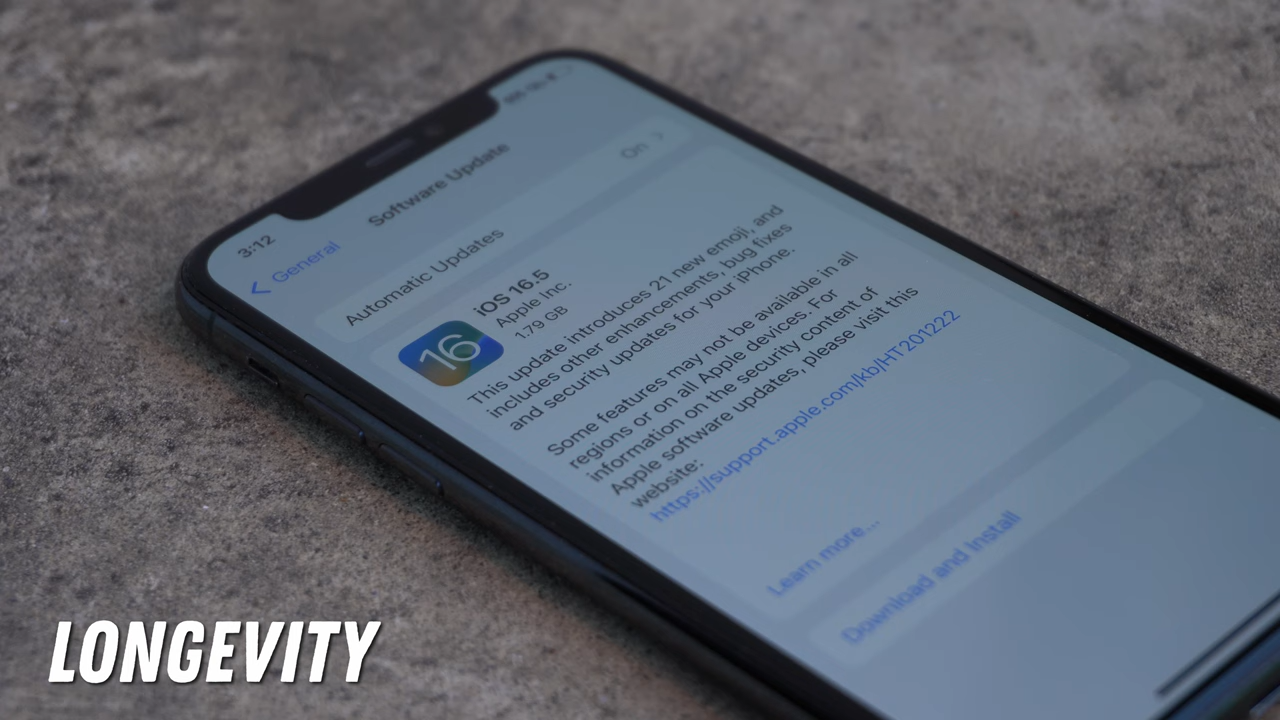 3:12
General
Software Update
Automatic Updates
On
16
iOS 16.5
Apple Inc.
1.79 GB
This update introduces 21 new emoji, and
includes other enhancements, bug fixes
and security updates for your iPhone.
Some features may not be available in all
regions or on all Apple devices. For
information on the security content of
Apple software updates, please visit this
website:
https://support.apple.com/kb/HT201222
Learn more...
Download and Install
LONGEVITY